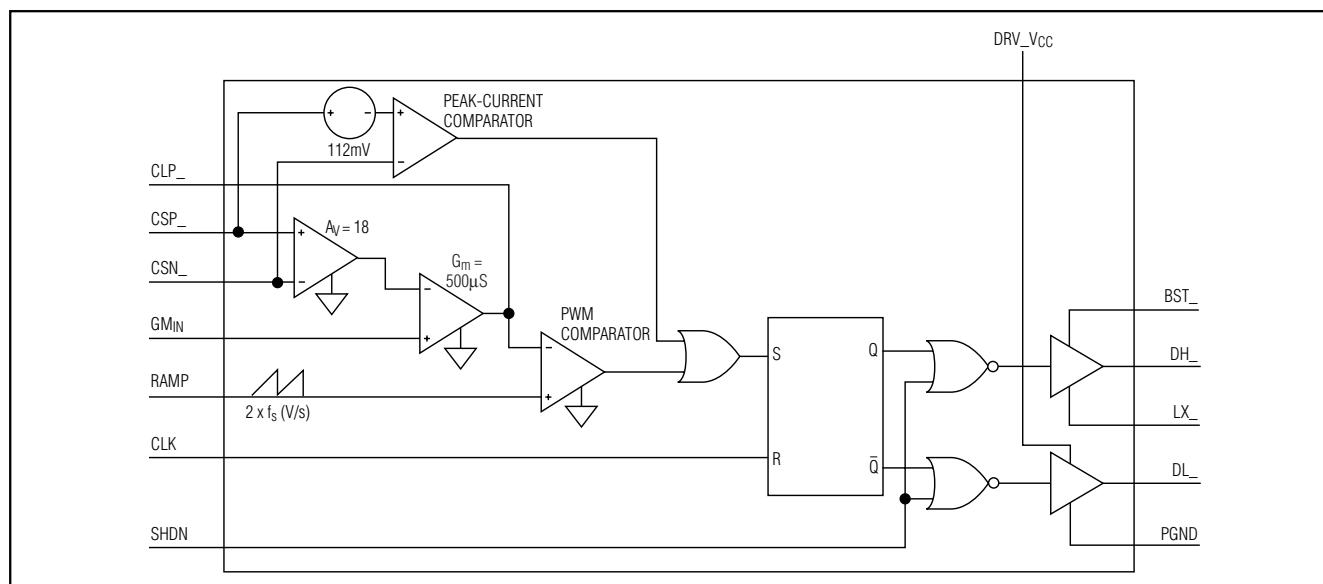 DRV_VCC
PEAK-CURRENT
COMPARATOR
+
-
+
-
112mV
CLP_
CSP_
CSN_
GMIN
RAMP
CLK
SHDN
AV = 18
+
-
Gm =
500µS
-
+
PWM
COMPARATOR
-
+
2 x fs (V/s)
S
R
Q
Q̅
BST_
DH_
LX_
DL_
PGND